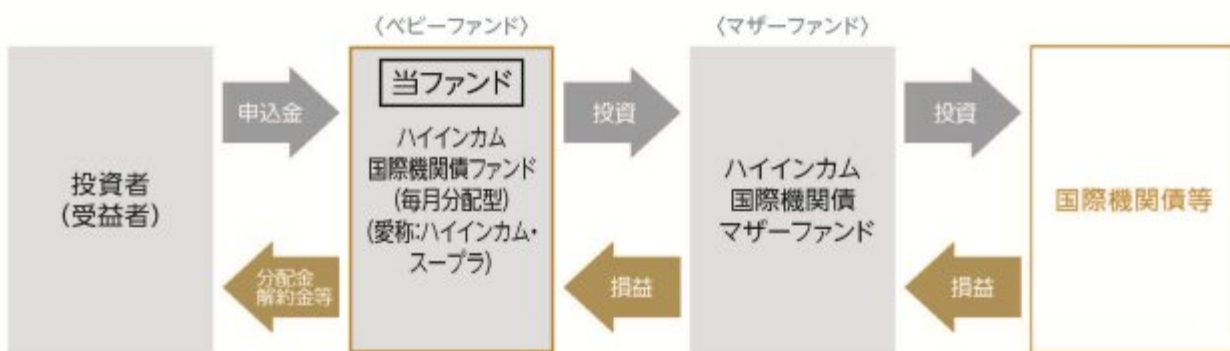 〈ベビーファンド〉
〈マザーファンド〉
投資者
(受益者)
申込金
分配金
解約金等
当ファンド
ハイインカム
国際機関債ファンド
(毎月分配型)
(愛称:ハイインカム・
スープラ)
投資
損益
ハイインカム
国際機関債
マザーファンド
投資
損益
国際機関債等